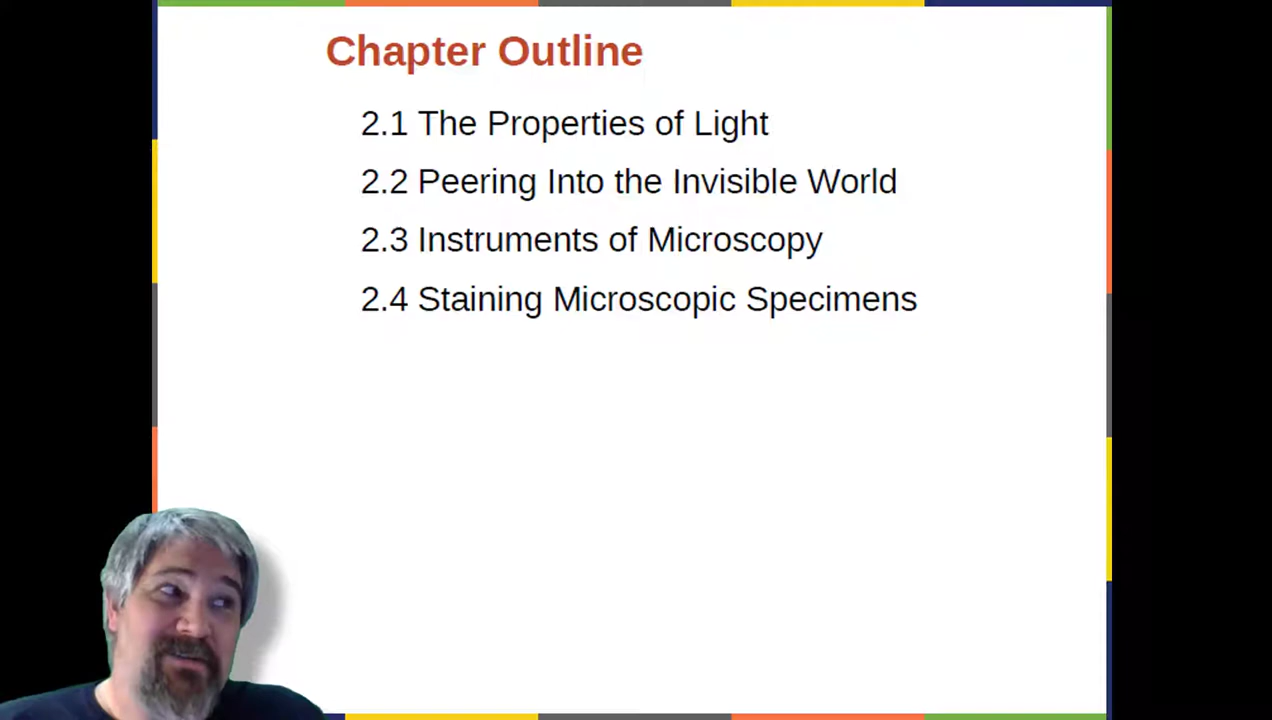 Chapter Outline
2.1 The Properties of Light
2.2 Peering Into the Invisible World
2.3 Instruments of Microscopy
2.4 Staining Microscopic Specimens